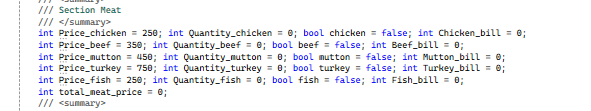 /// <summary>
/// Section Meat
/// </summary>
int Price_chicken = 250; int Quantity_chicken = 0; bool chicken = false; int Chicken_bill = 0;
int Price_beef = 350; int Quantity_beef = 0; bool beef = false; int Beef_bill = 0;
int Price_mutton = 450; int Quantity_mutton = 0; bool mutton = false; int Mutton_bill = 0;
int Price_turkey = 750; int Quantity_turkey = 0; bool turkey = false; int Turkey_bill = 0;
int Price_fish = 250; int Quantity_fish = 0; bool fish = false; int Fish_bill = 0;
int total_meat_price = 0;
/// <summary>